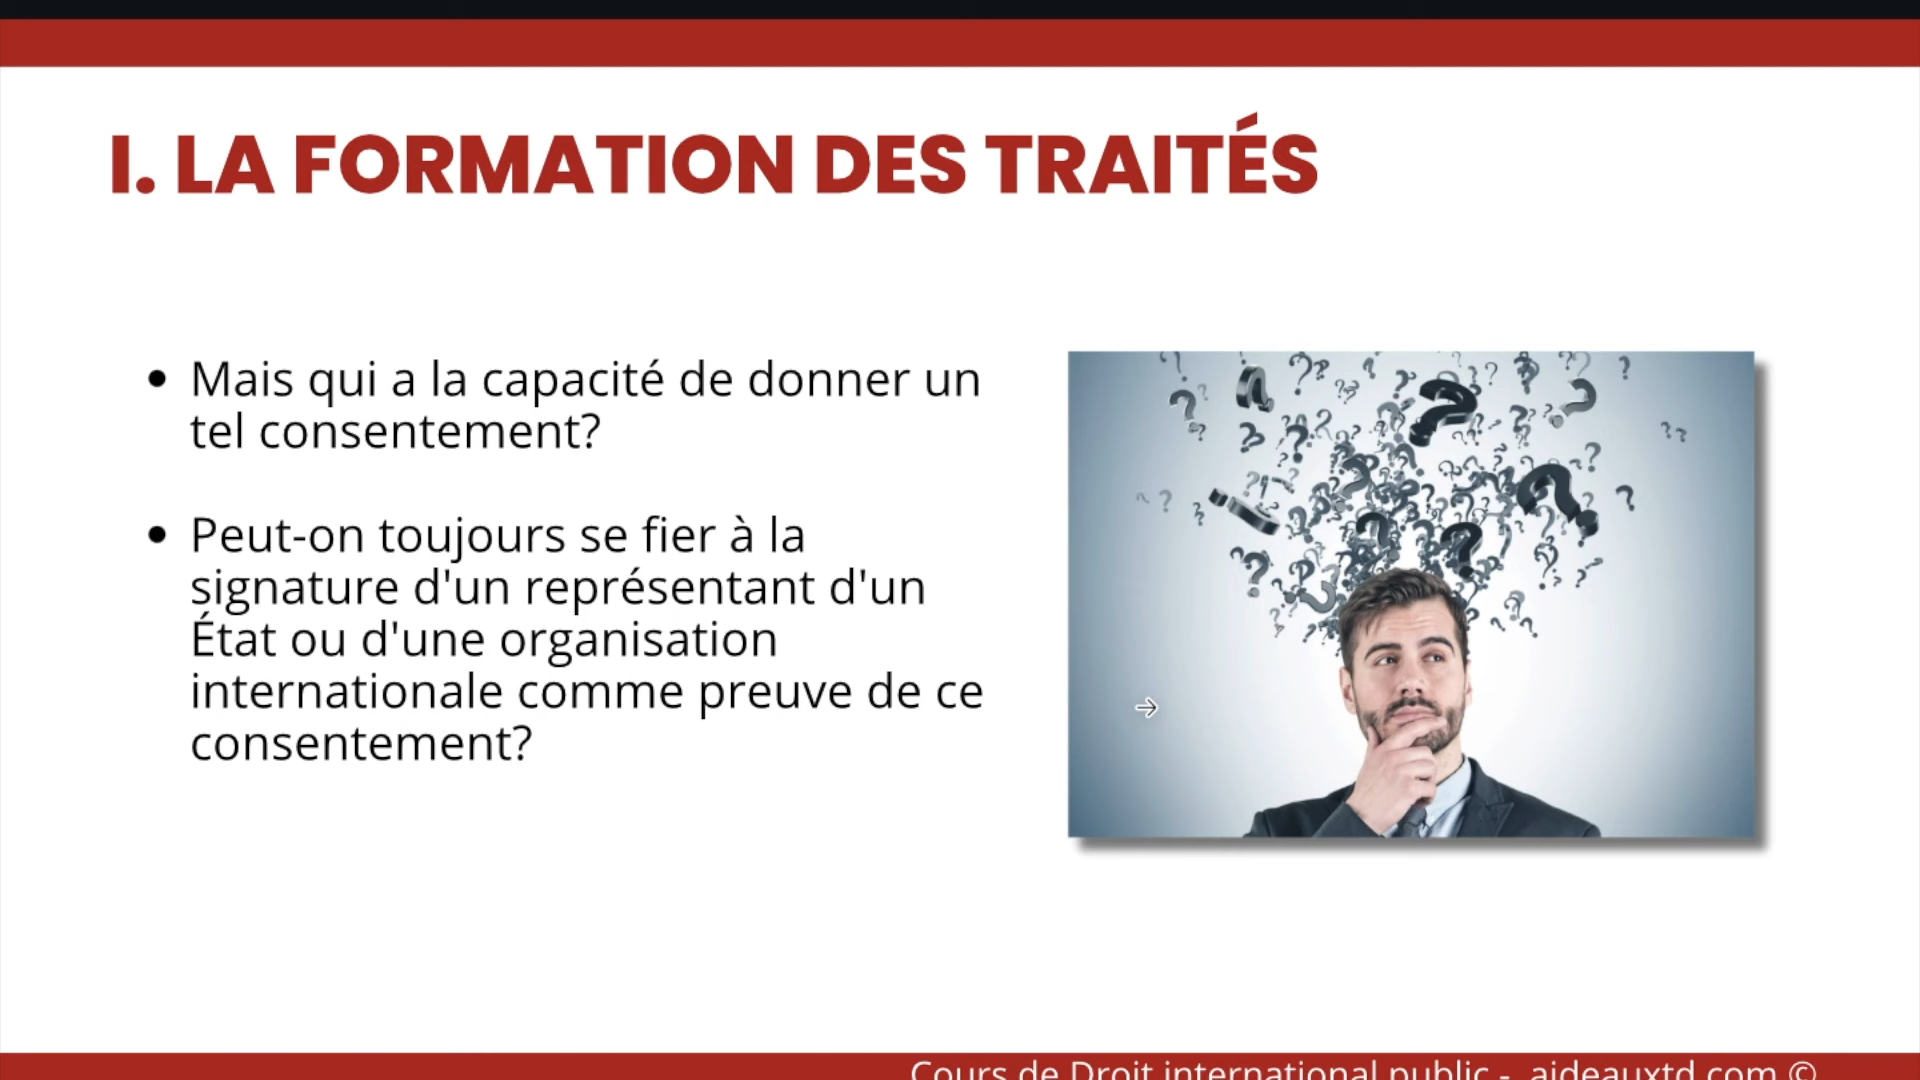 I. LA FORMATION DES TRAITÉS
• Mais qui a la capacité de donner un
tel consentement?
• Peut-on toujours se fier à la
signature d'un représentant d'un
État ou d'une organisation
internationale comme preuve de ce
consentement?
Cours de Droit international public - aideauxtd.com ©